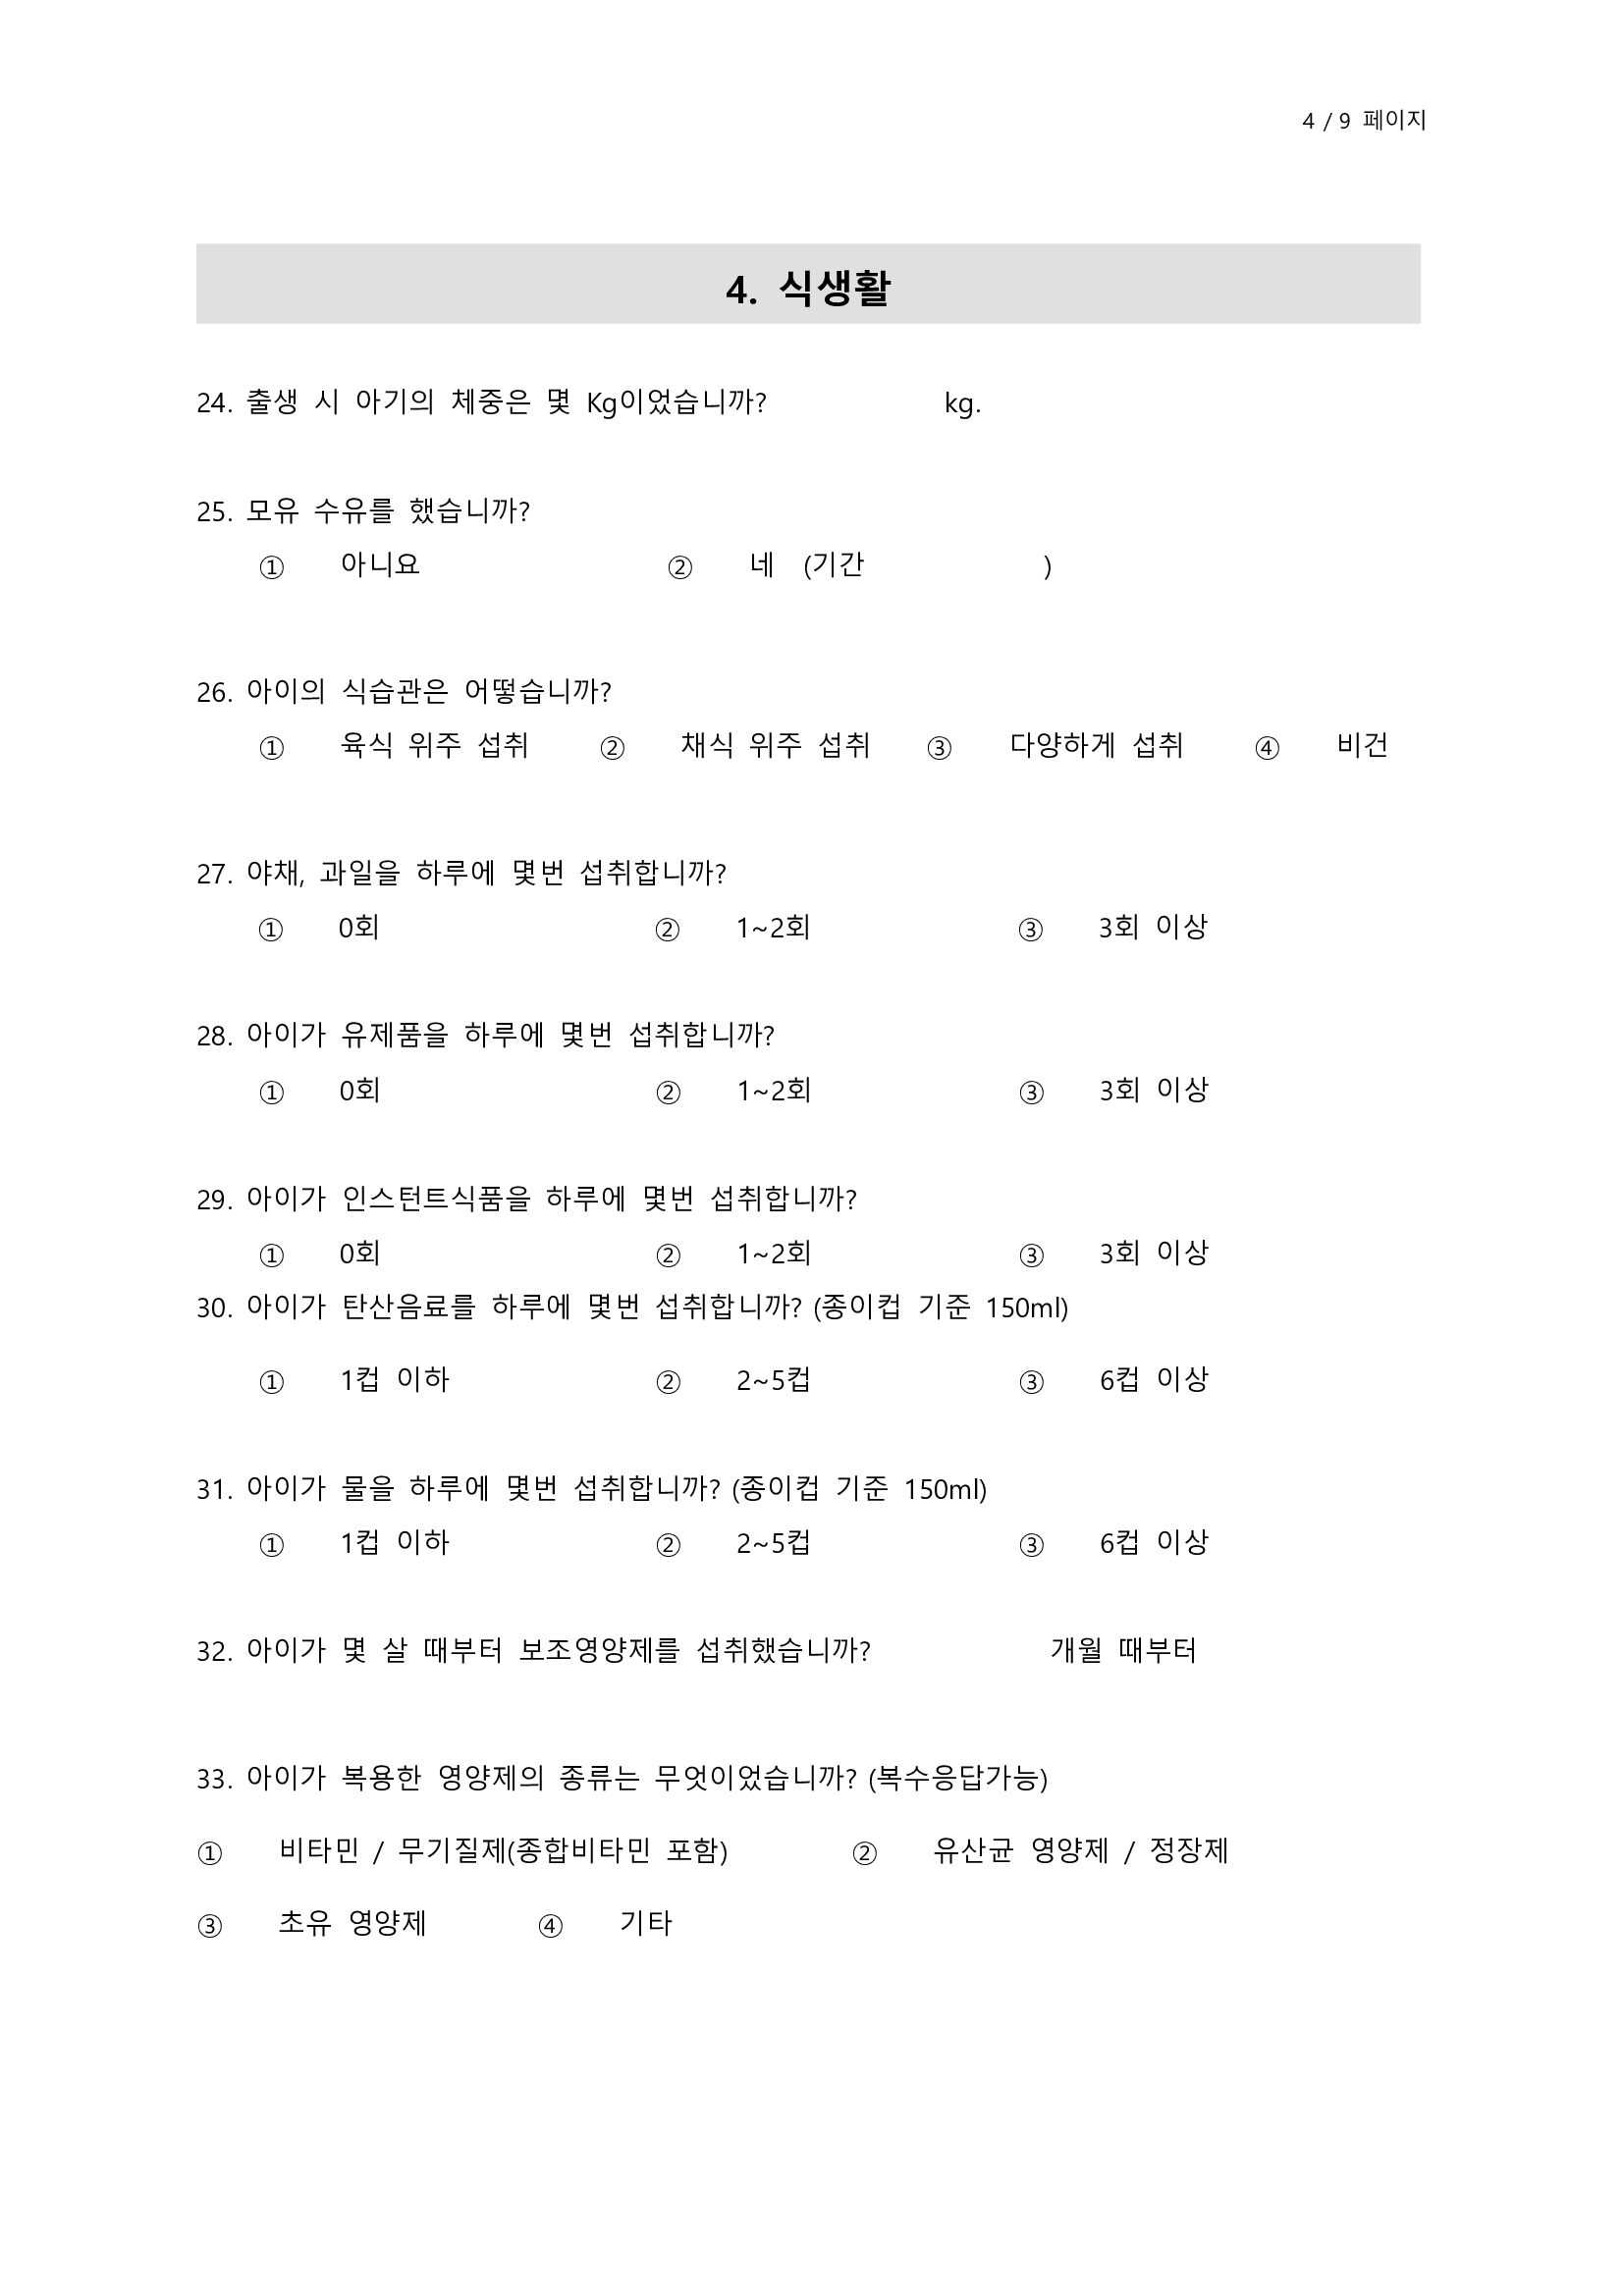 4 / 9 페이지
4. 식생활
24. 출생 시 아기의 체중은 몇 Kg이었습니까? kg.
25. 모유 수유를 했습니까?
① 아니요 ② 네 (기간 )
26. 아이의 식습관은 어떻습니까?
① 육식 위주 섭취 ② 채식 위주 섭취 ③ 다양하게 섭취 ④ 비건
27. 야채, 과일을 하루에 몇번 섭취합니까?
① 0회 ② 1~2회 ③ 3회 이상
28. 아이가 유제품을 하루에 몇번 섭취합니까?
① 0회 ② 1~2회 ③ 3회 이상
29. 아이가 인스턴트식품을 하루에 몇번 섭취합니까?
① 0회 ② 1~2회 ③ 3회 이상
30. 아이가 탄산음료를 하루에 몇번 섭취합니까? (종이컵 기준 150ml)
① 1컵 이하 ② 2~5컵 ③ 6컵 이상
31. 아이가 물을 하루에 몇번 섭취합니까? (종이컵 기준 150ml)
① 1컵 이하 ② 2~5컵 ③ 6컵 이상
32. 아이가 몇 살 때부터 보조영양제를 섭취했습니까? 개월 때부터
33. 아이가 복용한 영양제의 종류는 무엇이었습니까? (복수응답가능)
① 비타민 / 무기질제(종합비타민 포함) ② 유산균 영양제 / 정장제
③ 초유 영양제 ④ 기타